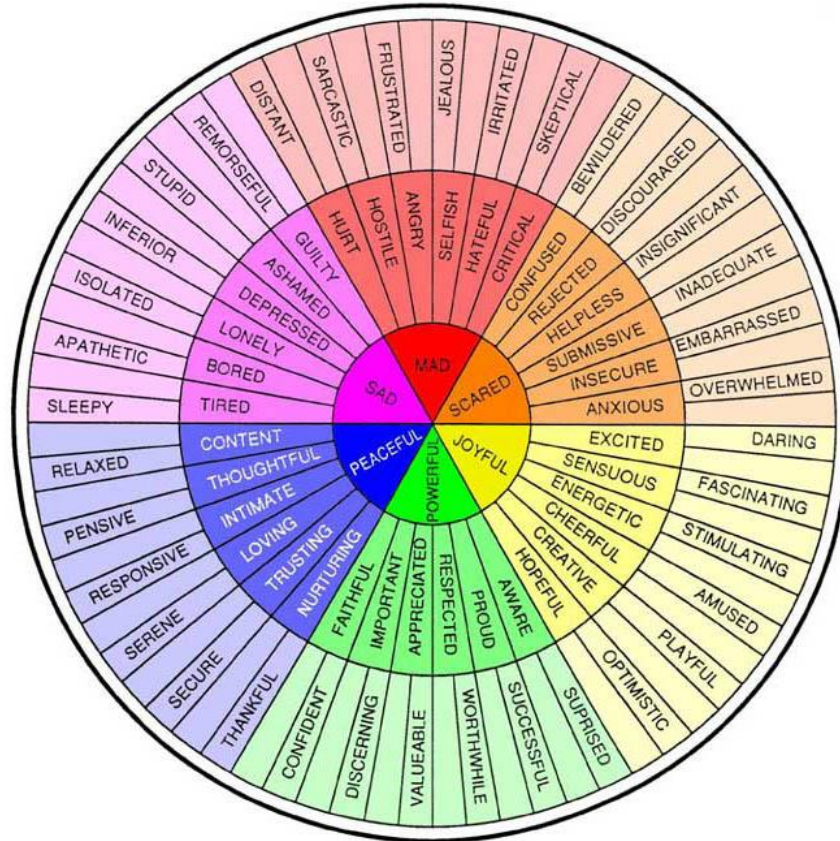 MAD
SCARED
JOYFUL
POWERFUL
PEACEFUL
SAD
HURT
HOSTILE
ANGRY
SELFISH
HATEFUL
CRITICAL
CONFUSED
REJECTED
HELPLESS
SUBMISSIVE
INSECURE
ANXIOUS
EXCITED
SENSUOUS
ENERGETIC
CHEERFUL
CREATIVE
HOPEFUL
AWARE
PROUD
RESPECTED
APPRECIATED
IMPORTANT
FAITHFUL
NURTURING
TRUSTING
LOVING
INTIMATE
THOUGHTFUL
CONTENT
TIRED
BORED
LONELY
DEPRESSED
ASHAMED
GUILTY
DISTANT
SARCASTIC
FRUSTRATED
JEALOUS
IRRITATED
SKEPTICAL
BEWILDERED
DISCOURAGED
INSIGNIFICANT
INADEQUATE
EMBARRASSED
OVERWHELMED
DARING
FASCINATING
STIMULATING
AMUSED
PLAYFUL
OPTIMISTIC
SUPRISED
SUCCESSFUL
WORTHWHILE
VALUEABLE
DISCERNING
CONFIDENT
THANKFUL
SECURE
SERENE
RESPONSIVE
PENSIVE
RELAXED
SLEEPY
APATHETIC
ISOLATED
INFERIOR
STUPID
REMORSEFUL